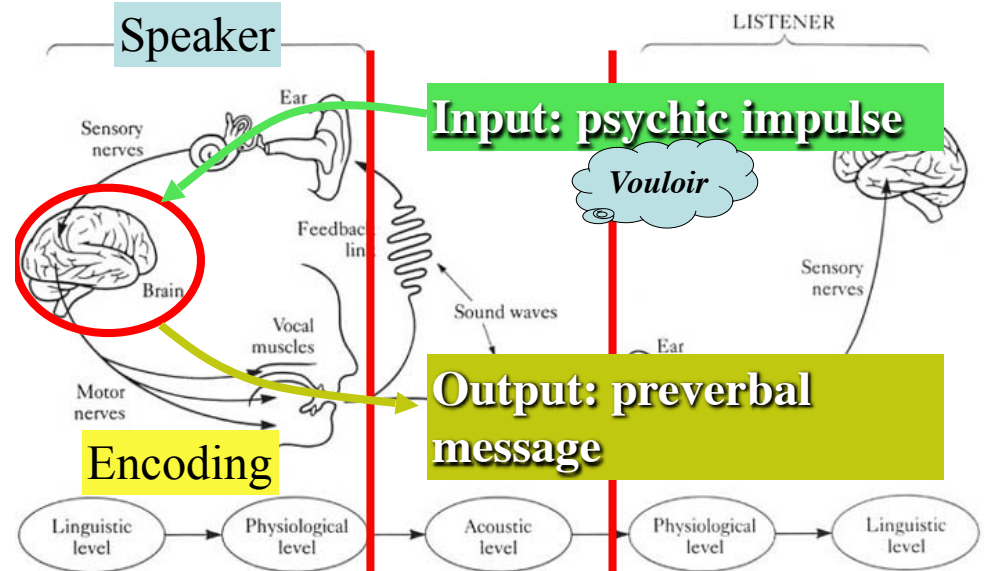 Speaker
LISTENER
Ear
Sensory
nerves
Input: psychic impulse
Vouloir
Feedback
link
Brain
Sound waves
Sensory
nerves
Vocal
muscles
Ear
Motor
nerves
Output: preverbal
message
Encoding
Linguistic
level
Physiological
level
Acoustic
level
Physiological
level
Linguistic
level